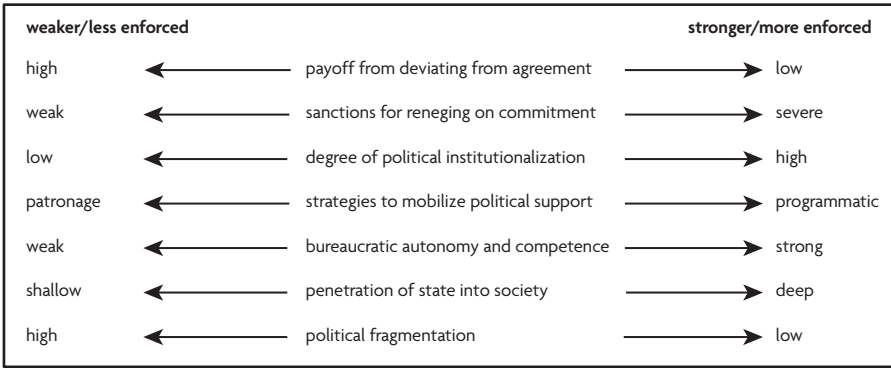 weaker/less enforced stronger/more enforced
high payoff from deviating from agreement low
weak sanctions for reneging on commitment severe
low degree of political institutionalization high
patronage strategies to mobilize political support programmatic
weak bureaucratic autonomy and competence strong
shallow penetration of state into society deep
high political fragmentation low